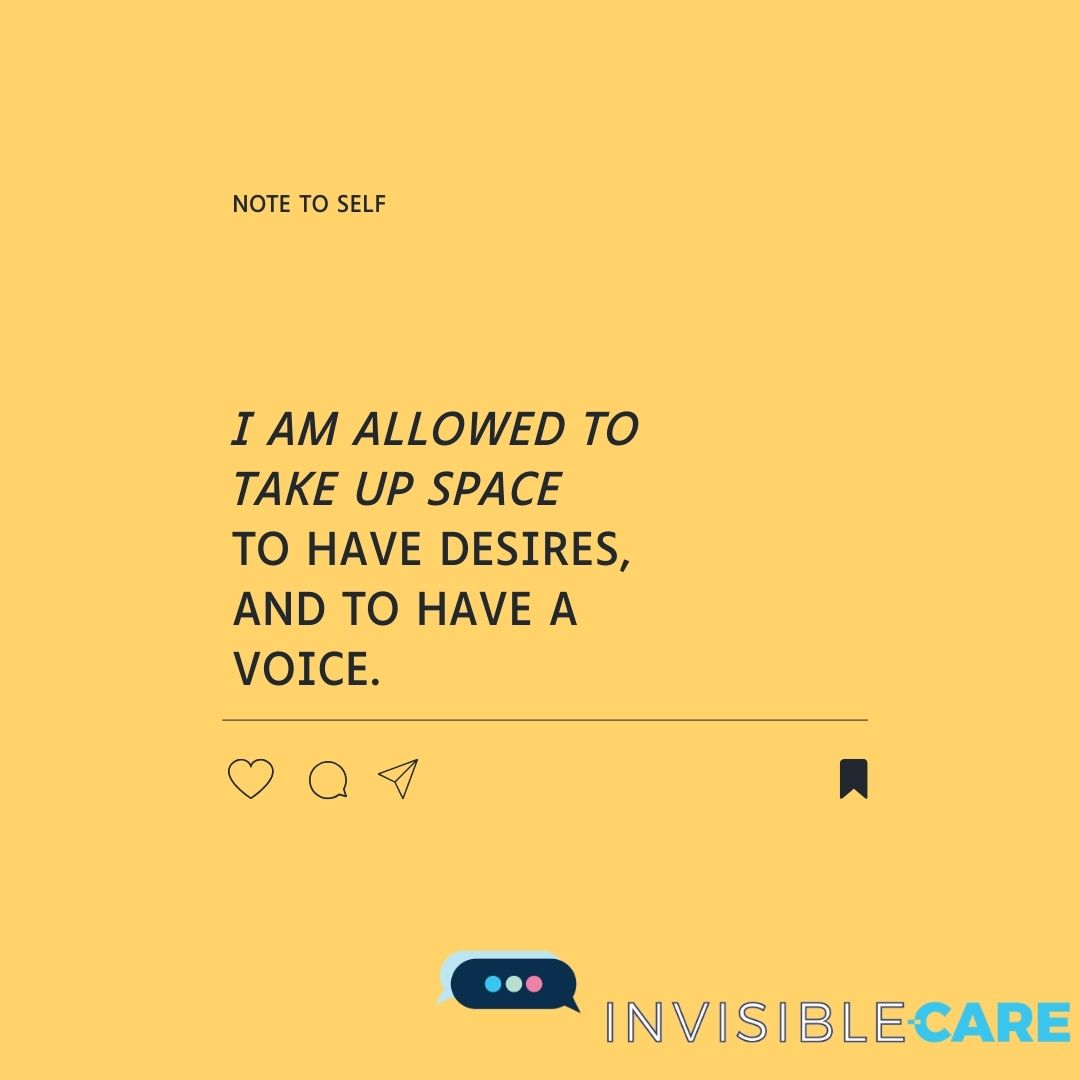 NOTE TO SELF
I AM ALLOWED TO
TAKE UP SPACE
TO HAVE DESIRES,
AND TO HAVE A
VOICE.
INVISIBLE-CARE